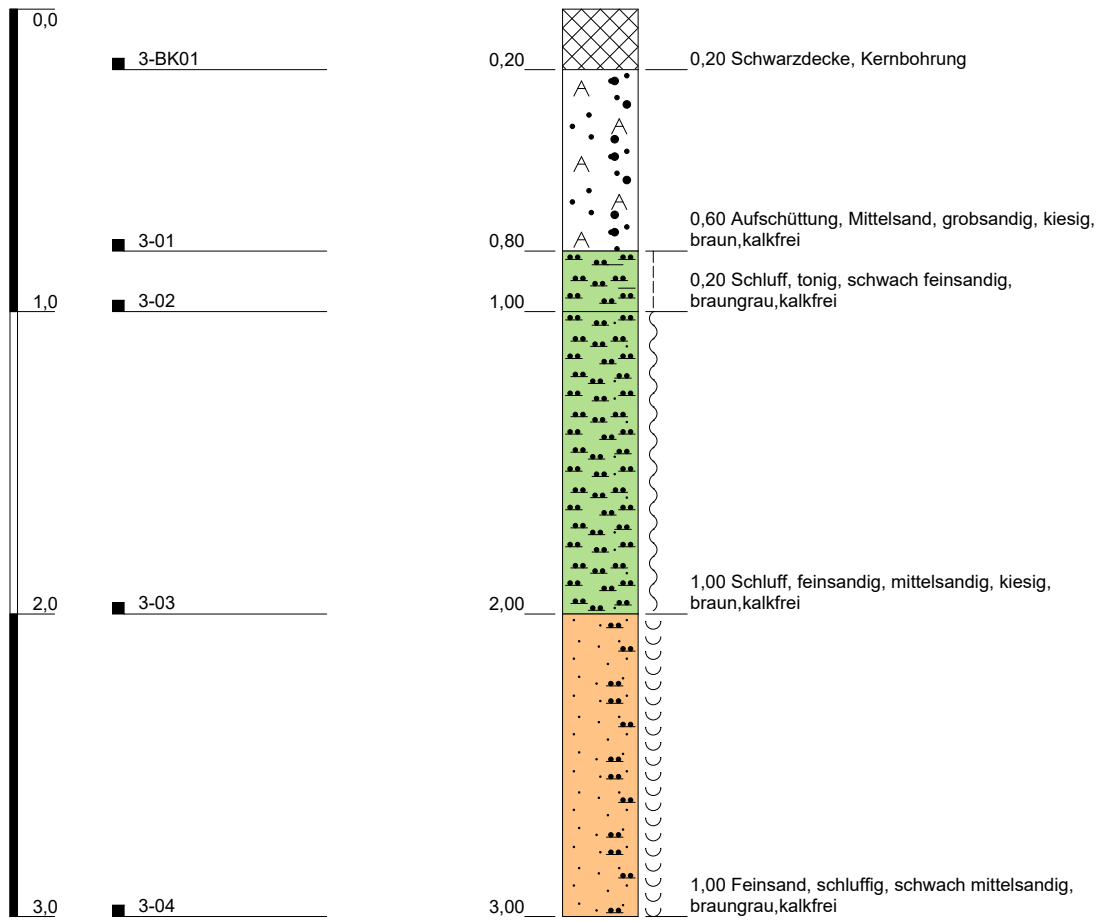 0,0
3-BK01
0,20
0,20 Schwarzdecke, Kernbohrung
3-01
0,80
0,60 Aufschüttung, Mittelsand, grobsandig, kiesig,
braun,kalkfrei
1,0
3-02
1,00
0,20 Schluff, tonig, schwach feinsandig,
braungrau,kalkfrei
2,0
3-03
2,00
1,00 Schluff, feinsandig, mittelsandig, kiesig,
braun,kalkfrei
3,0
3-04
3,00
1,00 Feinsand, schluffig, schwach mittelsandig,
braungrau,kalkfrei